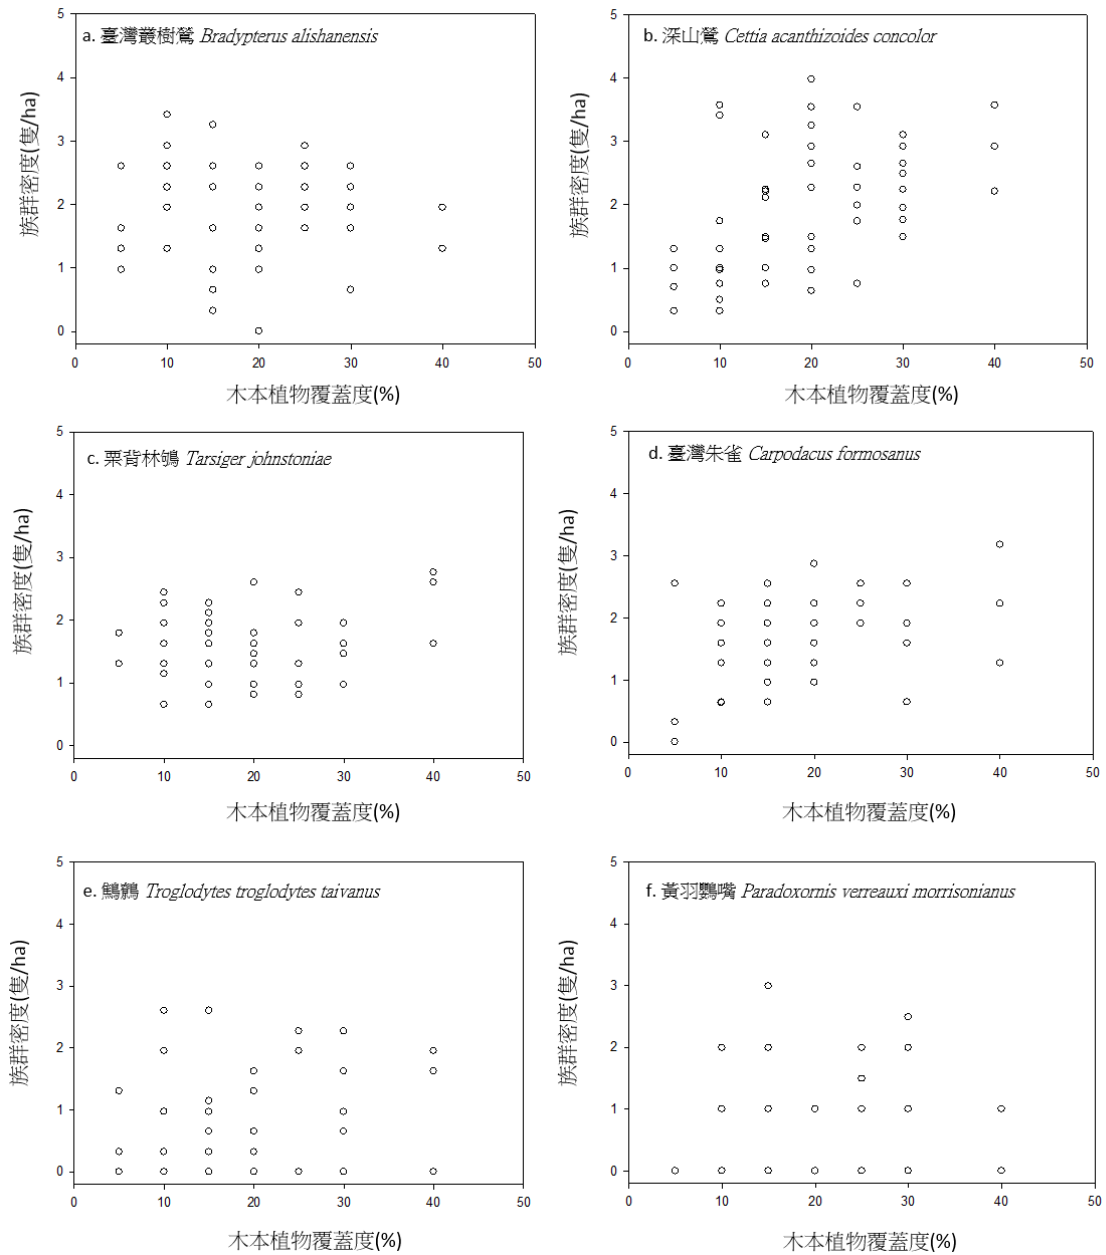 a. 臺灣叢樹鶯 Bradypterus alishanensis
族群密度(隻/ha)
5
4
3
2
1
0
0 10 20 30 40 50
木本植物覆蓋度(%)
b. 深山鶯 Cettia acanthizoides concolor
族群密度(隻/ha)
5
4
3
2
1
0
0 10 20 30 40 50
木本植物覆蓋度(%)
c. 栗背林鴝 Tarsiger johnstoniae
族群密度(隻/ha)
5
4
3
2
1
0
0 10 20 30 40 50
木本植物覆蓋度(%)
d. 臺灣朱雀 Carpodacus formosanus
族群密度(隻/ha)
5
4
3
2
1
0
0 10 20 30 40 50
木本植物覆蓋度(%)
e. 鷦鷯 Troglodytes troglodytes taivanus
族群密度(隻/ha)
5
4
3
2
1
0
0 10 20 30 40 50
木本植物覆蓋度(%)
f. 黃羽鸚嘴 Paradoxornis verreauxi morrisonianus
族群密度(隻/ha)
5
4
3
2
1
0
0 10 20 30 40 50
木本植物覆蓋度(%)